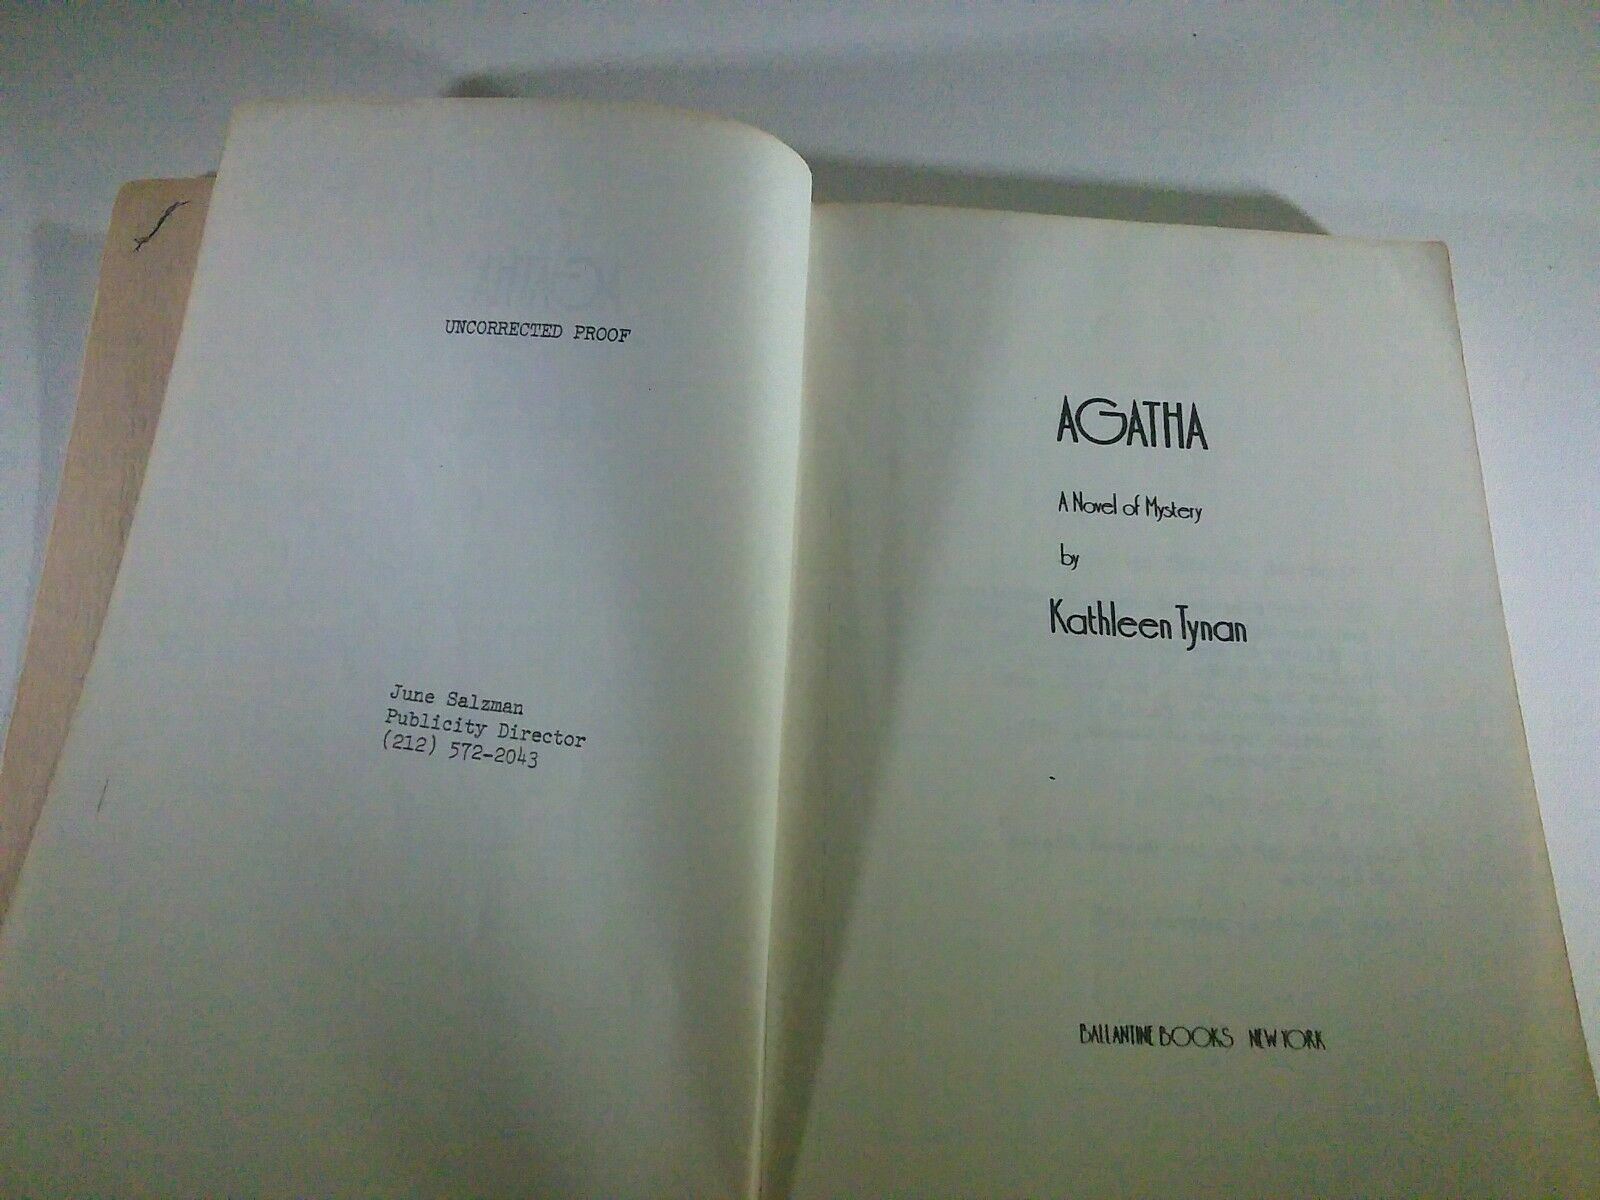 UNCORRECTED PROOF
June Salzman
Publicity Director
(212) 572-2043
AGATHA
A Novel of Mystery
by
Kathleen Tynan
BALLANTINE BOOKS NEW YORK